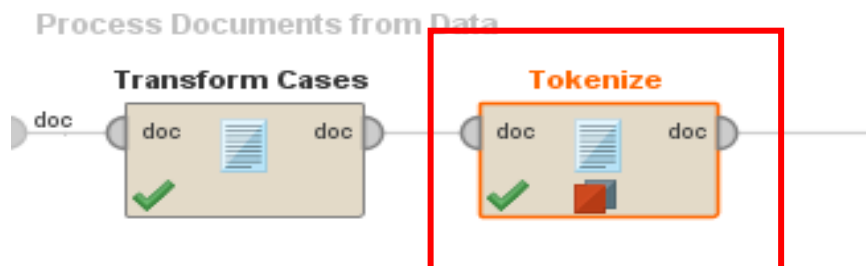 Process Documents from Data
Transform Cases Tokenize
doc doc doc doc doc